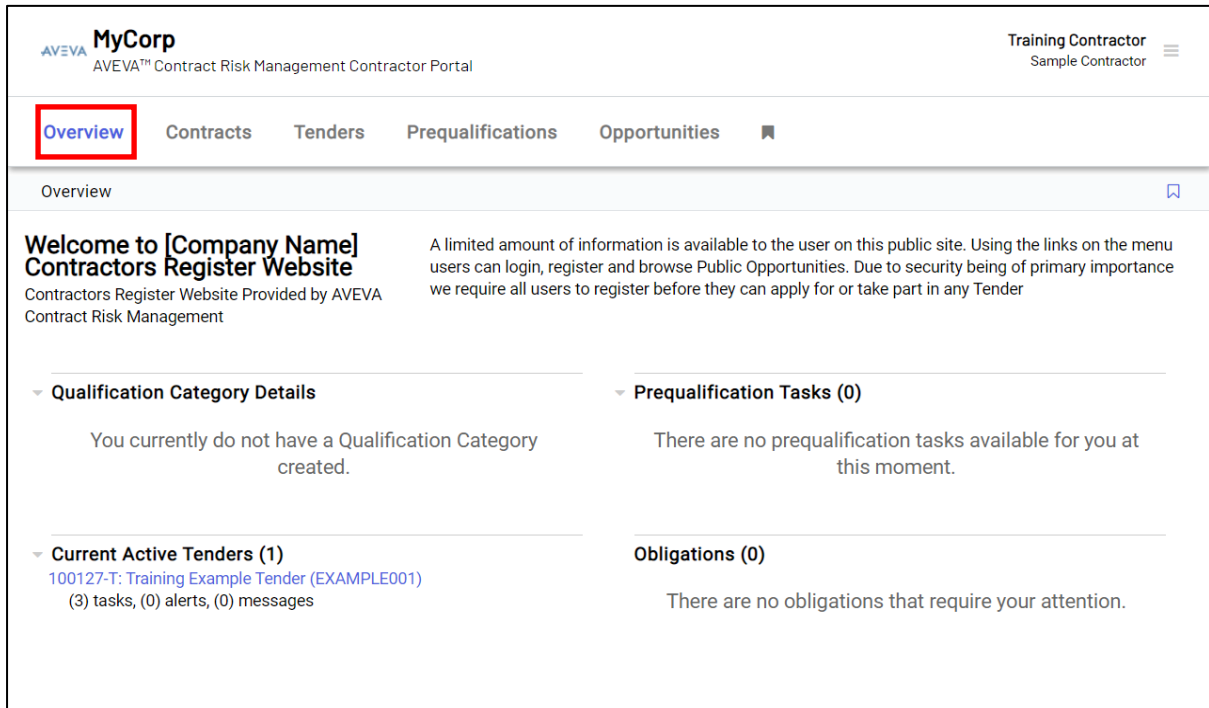 AVEVA MyCorp
AVEVA™ Contract Risk Management Contractor Portal
Training Contractor
Sample Contractor
Overview Contracts Tenders Prequalifications Opportunities
Overview
Welcome to [Company Name]
Contractors Register Website
Contractors Register Website Provided by AVEVA
Contract Risk Management
A limited amount of information is available to the user on this public site. Using the links on the menu
users can login, register and browse Public Opportunities. Due to security being of primary importance
we require all users to register before they can apply for or take part in any Tender
Qualification Category Details
You currently do not have a Qualification Category
created.
Prequalification Tasks (0)
There are no prequalification tasks available for you at
this moment.
Current Active Tenders (1)
100127-T: Training Example Tender (EXAMPLE001)
(3) tasks, (0) alerts, (0) messages
Obligations (0)
There are no obligations that require your attention.